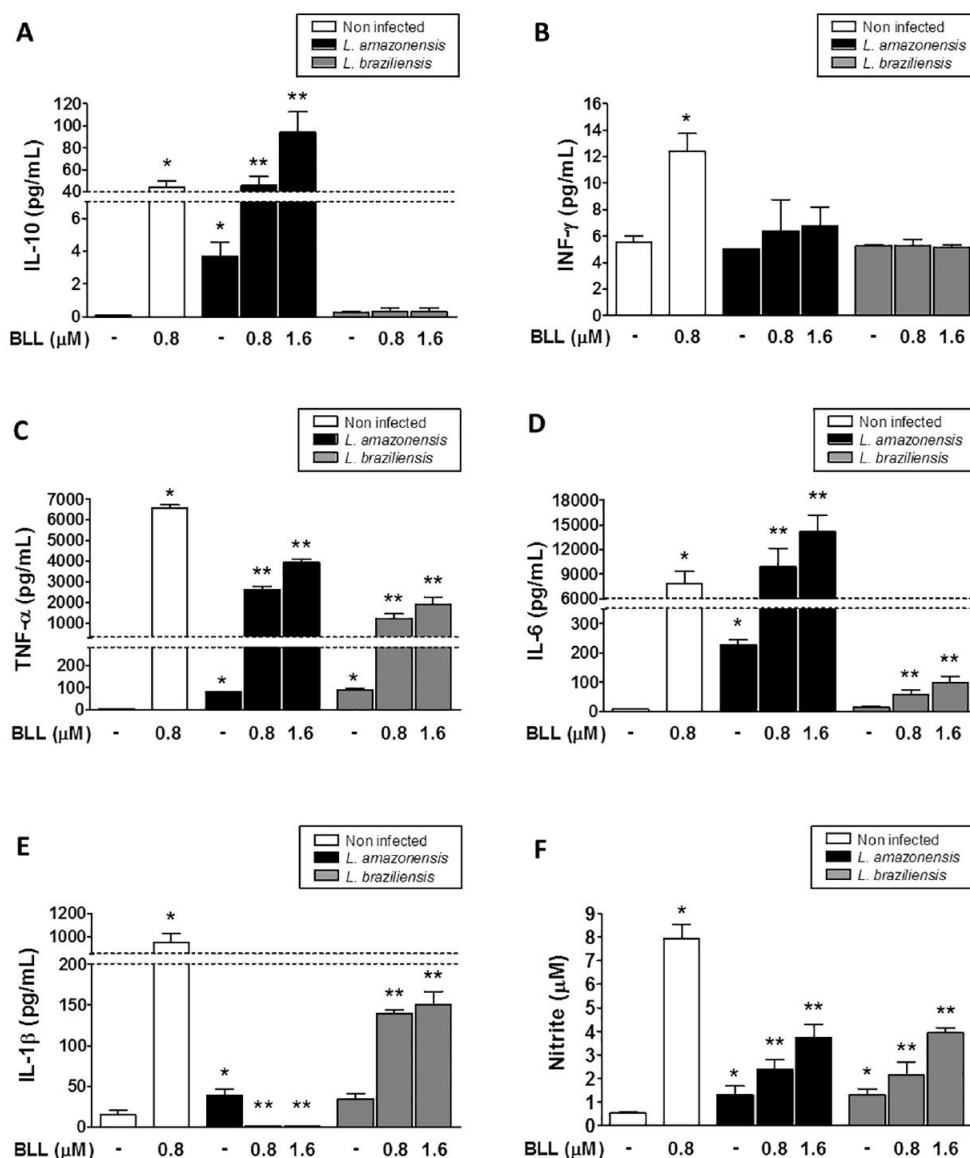 A
Non infected
L. amazonensis
L. braziliensis
IL-10 (pg/mL)
120
100
80
60
40
6
4
2
0
*
*
**
**
BLL (µM) - 0.8 - 0.8 1.6 - 0.8 1.6
B
Non infected
L. amazonensis
L. braziliensis
INF-γ (pg/mL)
16
14
12
10
8
6
4
2
0
*
BLL (µM) - 0.8 - 0.8 1.6 - 0.8 1.6
C
Non infected
L. amazonensis
L. braziliensis
TNF-α (pg/mL)
7000
6000
5000
4000
3000
2000
1000
200
100
0
*
*
**
**
*
**
**
BLL (µM) - 0.8 - 0.8 1.6 - 0.8 1.6
D
Non infected
L. amazonensis
L. braziliensis
IL-6 (pg/mL)
18000
15000
12000
9000
6000
300
200
100
0
*
*
**
**
**
**
BLL (µM) - 0.8 - 0.8 1.6 - 0.8 1.6
E
Non infected
L. amazonensis
L. braziliensis
IL-1β (pg/mL)
1200
1000
200
150
100
50
0
*
*
**
**
**
**
BLL (µM) - 0.8 - 0.8 1.6 - 0.8 1.6
F
Non infected
L. amazonensis
L. braziliensis
Nitrite (µM)
9
8
7
6
5
4
3
2
1
0
*
*
**
**
*
**
**
BLL (µM) - 0.8 - 0.8 1.6 - 0.8 1.6